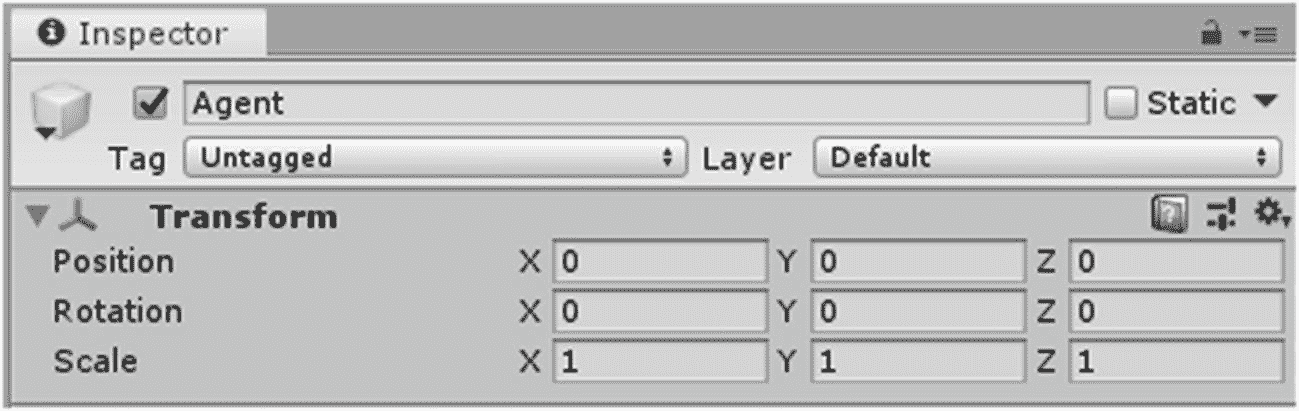 Inspector
Agent Static
Tag Untagged Layer Default
Transform
Position X 0 Y 0 Z 0
Rotation X 0 Y 0 Z 0
Scale X 1 Y 1 Z 1